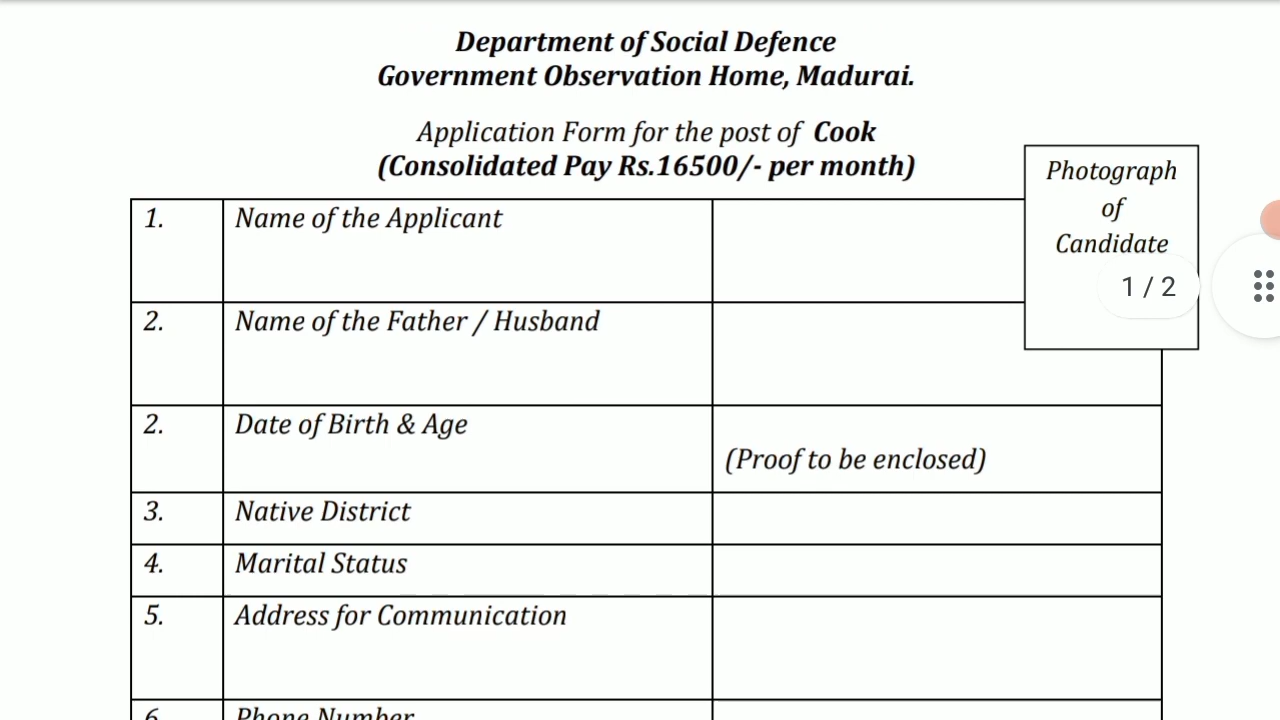 Department of Social Defence
Government Observation Home, Madurai.
Application Form for the post of Cook
(Consolidated Pay Rs.16500/- per month)
Photograph
of
Candidate
1 / 2
1. Name of the Applicant
2. Name of the Father / Husband
2. Date of Birth & Age
(Proof to be enclosed)
3. Native District
4. Marital Status
5. Address for Communication
6. Phone Number